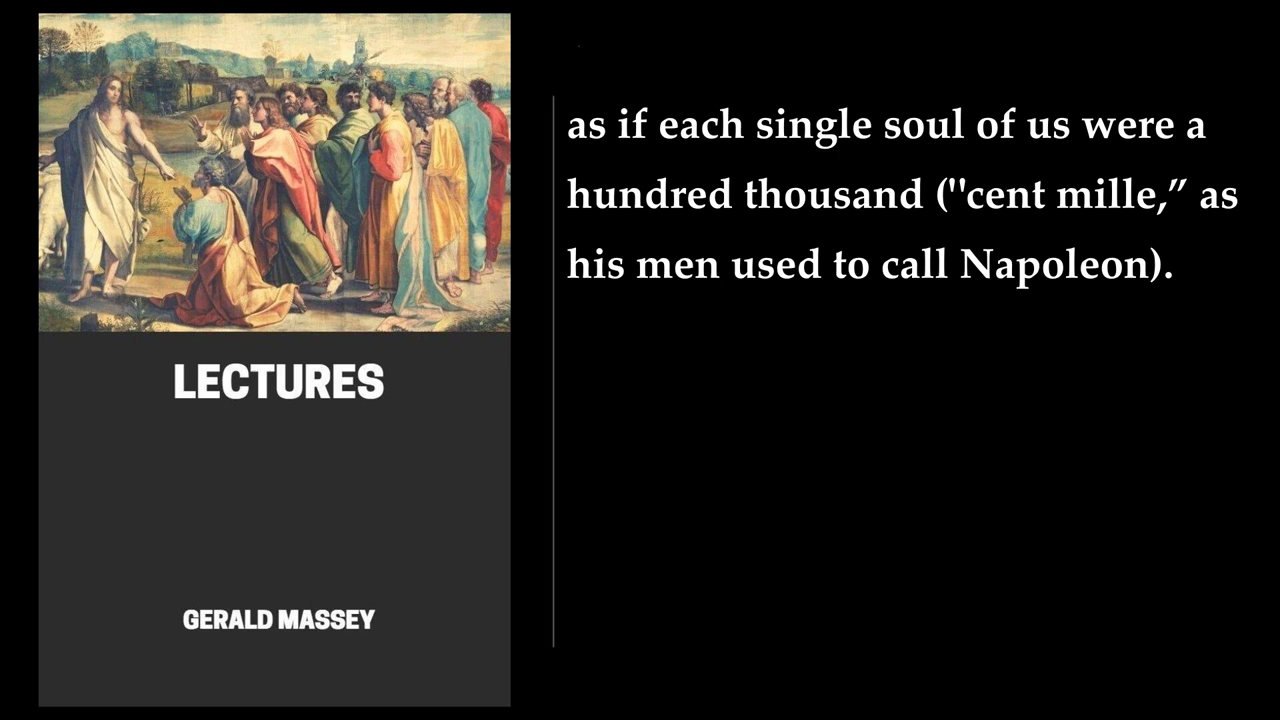 LECTURES
GERALD MASSEY
as if each single soul of us were a
hundred thousand ("cent mille,” as
his men used to call Napoleon).